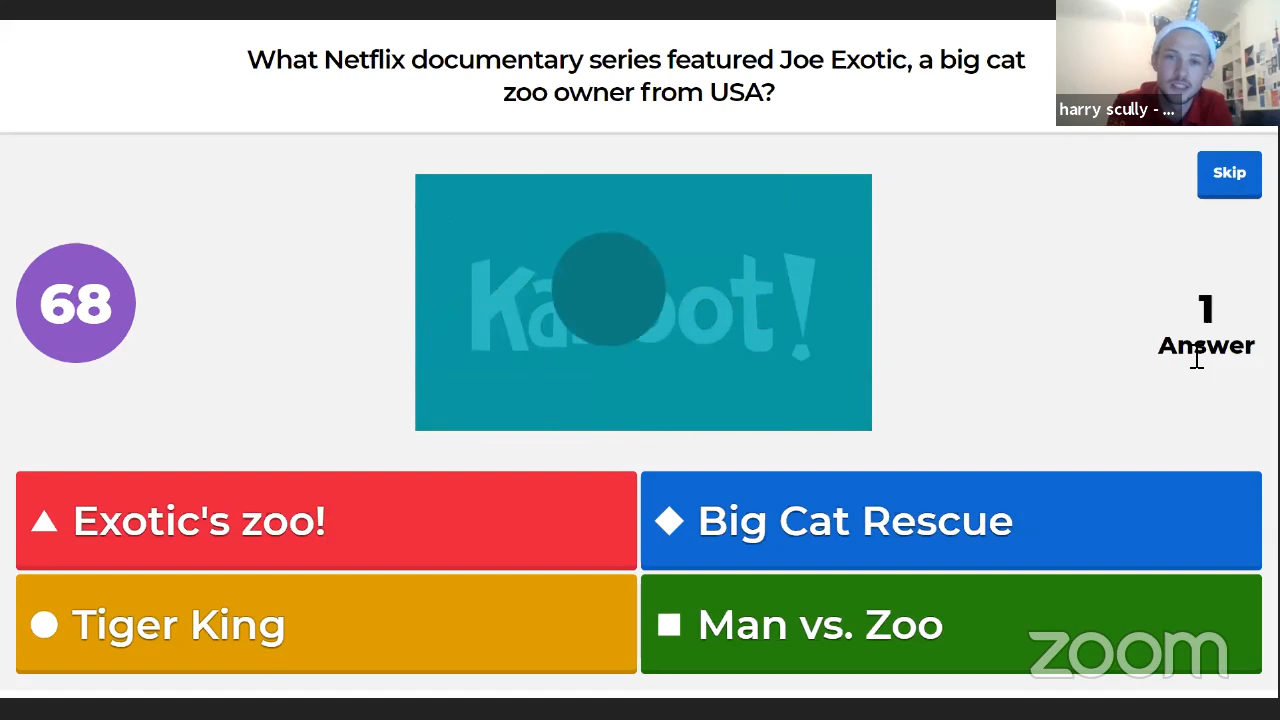 What Netflix documentary series featured Joe Exotic, a big cat
zoo owner from USA?
harry scully - ...
Skip
68
Kahoot!
1
Answer
Exotic's zoo!
Big Cat Rescue
Tiger King
Man vs. Zoo
zoom